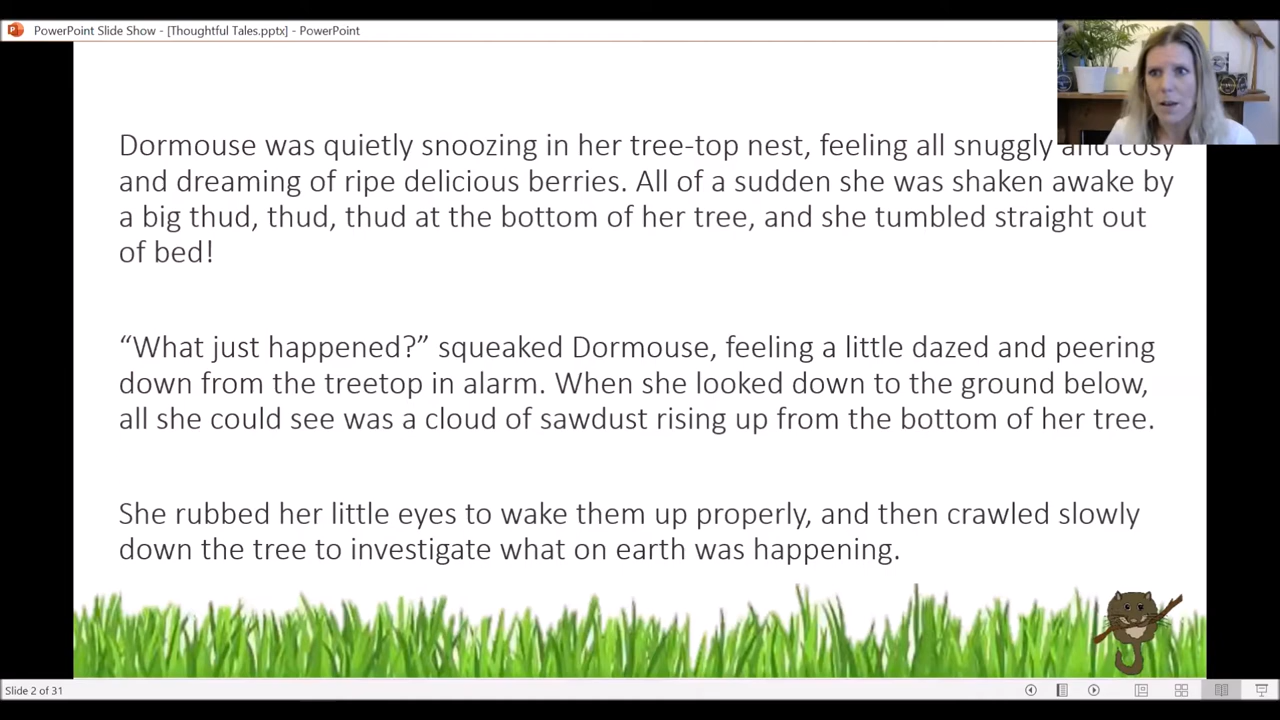 PowerPoint Slide Show - [Thoughtful Tales.pptx] - PowerPoint
Dormouse was quietly snoozing in her tree-top nest, feeling all snuggly and cosy
and dreaming of ripe delicious berries. All of a sudden she was shaken awake by
a big thud, thud, thud at the bottom of her tree, and she tumbled straight out
of bed!
“What just happened?” squeaked Dormouse, feeling a little dazed and peering
down from the treetop in alarm. When she looked down to the ground below,
all she could see was a cloud of sawdust rising up from the bottom of her tree.
She rubbed her little eyes to wake them up properly, and then crawled slowly
down the tree to investigate what on earth was happening.
Slide 2 of 31